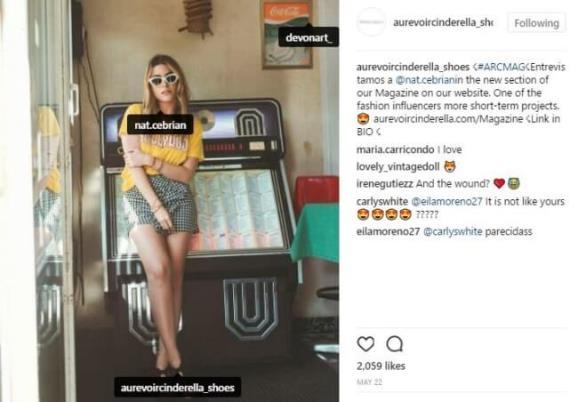 Coca-Cola
devonart_
nat.cebrian
aurevoircinderella_shoes
aurevoircinderella_sho
Following
aurevoircinderella_shoes ☇#ARCMAG☇Entrevis
tamos a @nat.cebrianin the new section of
our Magazine on our website. One of the
fashion influencers more short-term projects.
😍 aurevoircinderella.com/Magazine ☇Link in
BIO ☇
maria.carricondo I love
lovely_vintagedoll 😻
irenegutiezz And the wound? ❤️
carlyswhite @eilamoreno27 It is not like yours
😍😍😍😍 ?????
eilamoreno27 @carlyswhite parecidass
2,059 likes
MAY 22